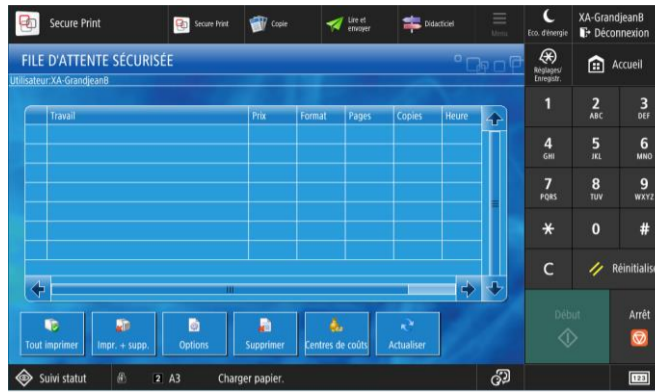 Secure Print
Secure Print
Copie
Lire et
envoyer
Didacticiel
Menu
Eco. d'énergie
XA-GrandjeanB
Déconnexion
FILE D'ATTENTE SÉCURISÉE
Utilisateur:XA-GrandjeanB
Réglages/
Enregistr.
Accueil
Travail Prix Format Pages Copies Heure
1 2 3
ABC DEF
4 5 6
GHI JKL MNO
7 8 9
PQRS TUV WXYZ
* 0 #
C Réinitialise
Tout imprimer
Impr. + supp.
Options
Supprimer
Centres de coûts
Actualiser
Début
Arrêt
Suivi statut
2 A3 Charger papier.
123